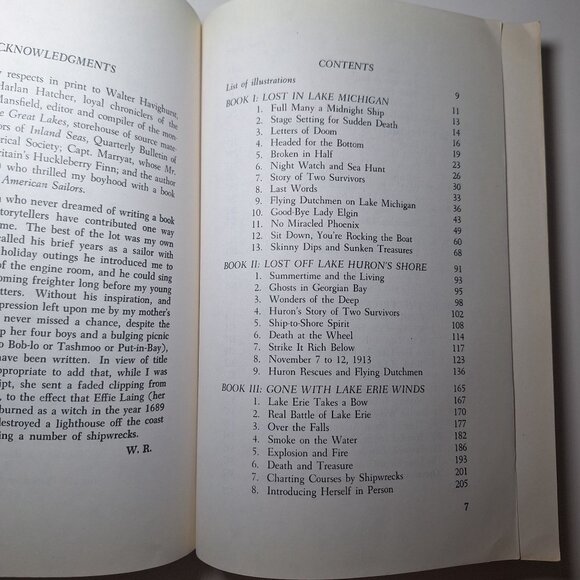 CKNOWLEDGMENTS
respects in print to Walter Havighurst,
Harlan Hatcher, loyal chroniclers of the
Mansfield, editor and compiler of the mon-
e Great Lakes, storehouse of source mate-
ors of Inland Seas, Quarterly Bulletin of
erical Society; Capt. Marryat, whose Mr.
ritain's Huckleberry Finn; and the author
) who thrilled my boyhood with a book
American Sailors.
n who never dreamed of writing a book
torytellers have contributed one way
me. The best of the lot was my own
called his brief years as a sailor with
holiday outings he introduced me to
of the engine room, and he could sing
coming freighter long before my young
tters. Without his inspiration, and
pression left upon me by my mother's
never missed a chance, despite the
p her four boys and a bulging picnic
o Bob-lo or Tashmoo or Put-in-Bay),
have been written. In view of title
appropriate to add that, while I was
ipt, she sent a faded clipping from
, to the effect that Effie Laing (her
burned as a witch in the year 1689
destroyed a lighthouse off the coast
ing a number of shipwrecks.
W. R.
CONTENTS
List of illustrations 9
BOOK I: LOST IN LAKE MICHIGAN 11
1. Full Many a Midnight Ship 13
2. Stage Setting for Sudden Death 14
3. Letters of Doom 16
4. Headed for the Bottom 19
5. Broken in Half 23
6. Night Watch and Sea Hunt 26
7. Story of Two Survivors 30
8. Last Words 33
9. Flying Dutchmen on Lake Michigan 36
10. Good-Bye Lady Elgin 43
11. No Miracled Phoenix 49
12. Sit Down, You're Rocking the Boat 60
13. Skinny Dips and Sunken Treasures 68
BOOK II: LOST OFF LAKE HURON'S SHORE 91
1. Summertime and the Living 93
2. Ghosts in Georgian Bay 95
3. Wonders of the Deep 98
4. Huron's Story of Two Survivors 102
5. Ship-to-Shore Spirit 108
6. Death at the Wheel 114
7. Strike It Rich Below 117
8. November 7 to 12, 1913 123
9. Huron Rescues and Flying Dutchmen 136
BOOK III: GONE WITH LAKE ERIE WINDS 165
1. Lake Erie Takes a Bow 167
2. Real Battle of Lake Erie 170
3. Over the Falls 177
4. Smoke on the Water 182
5. Explosion and Fire 186
6. Death and Treasure 193
7. Charting Courses by Shipwrecks 201
8. Introducing Herself in Person 205
7